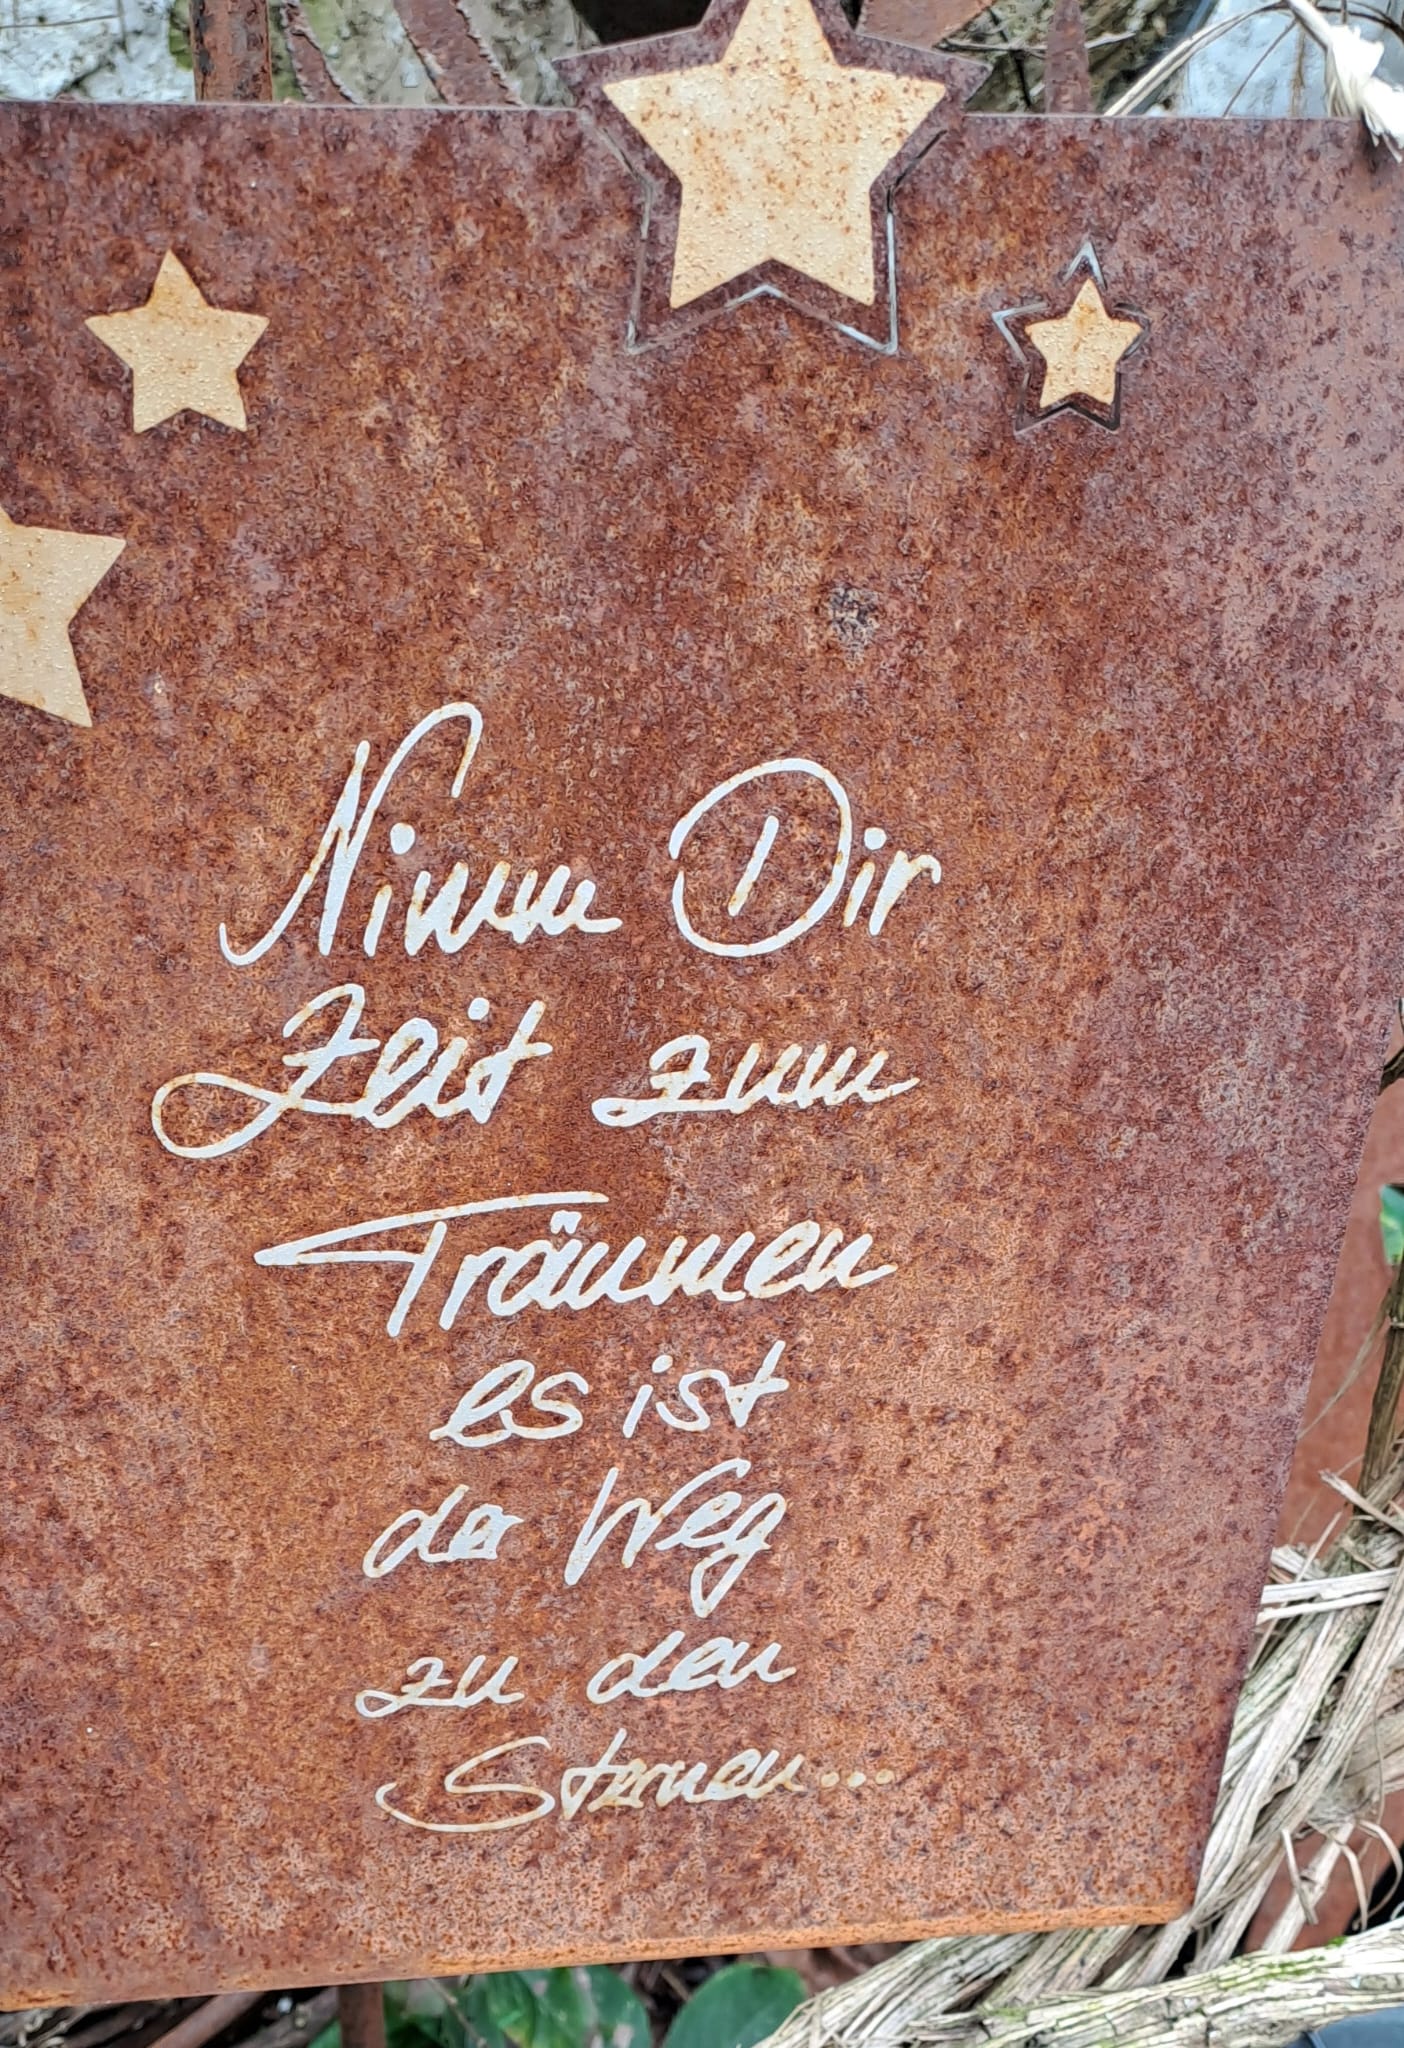 Nimm Dir
Zeit zum
Träumen
es ist
der Weg
zu den
Sternen...